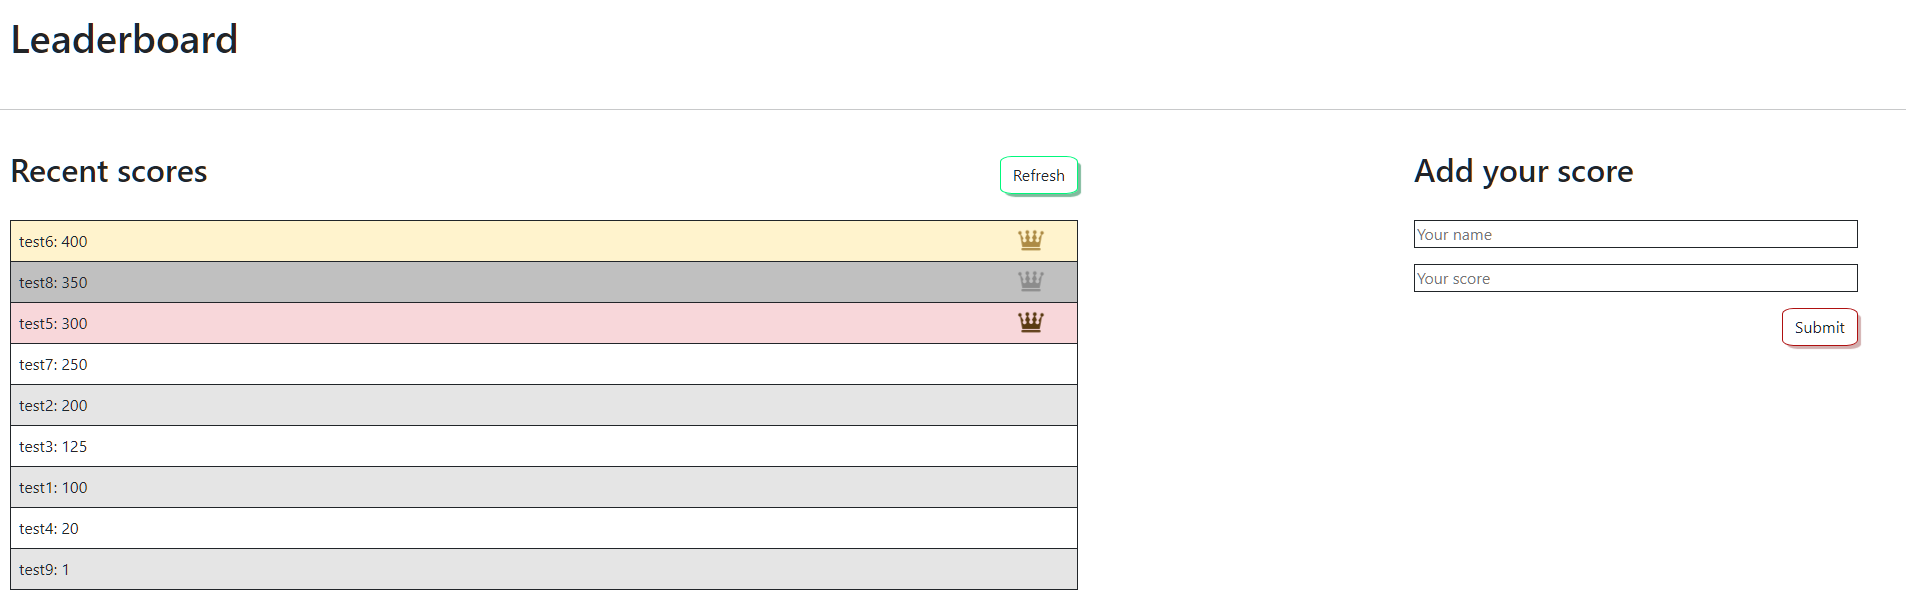 Leaderboard
Recent scores
Refresh
test6: 400
test8: 350
test5: 300
test7: 250
test2: 200
test3: 125
test1: 100
test4: 20
test9: 1
Add your score
Your name
Your score
Submit